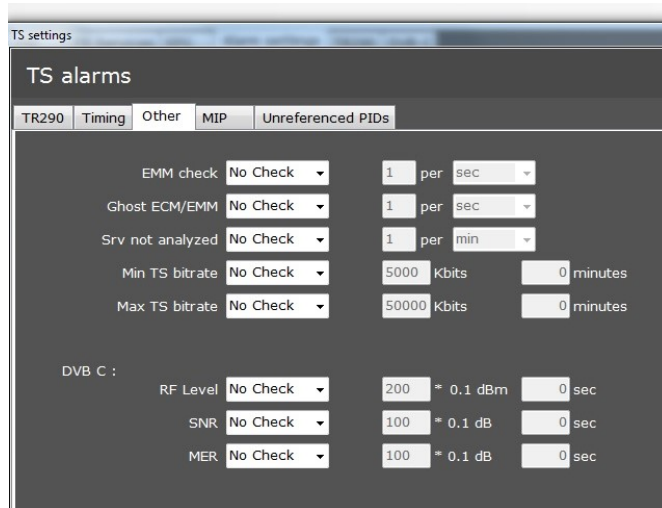 TS settings
TS alarms
TR290 Timing Other MIP Unreferenced PIDs
EMM check No Check 1 per sec
Ghost ECM/EMM No Check 1 per sec
Srv not analyzed No Check 1 per min
Min TS bitrate No Check 5000 Kbits 0 minutes
Max TS bitrate No Check 50000 Kbits 0 minutes
DVB C :
RF Level No Check 200 * 0.1 dBm 0 sec
SNR No Check 100 * 0.1 dB 0 sec
MER No Check 100 * 0.1 dB 0 sec